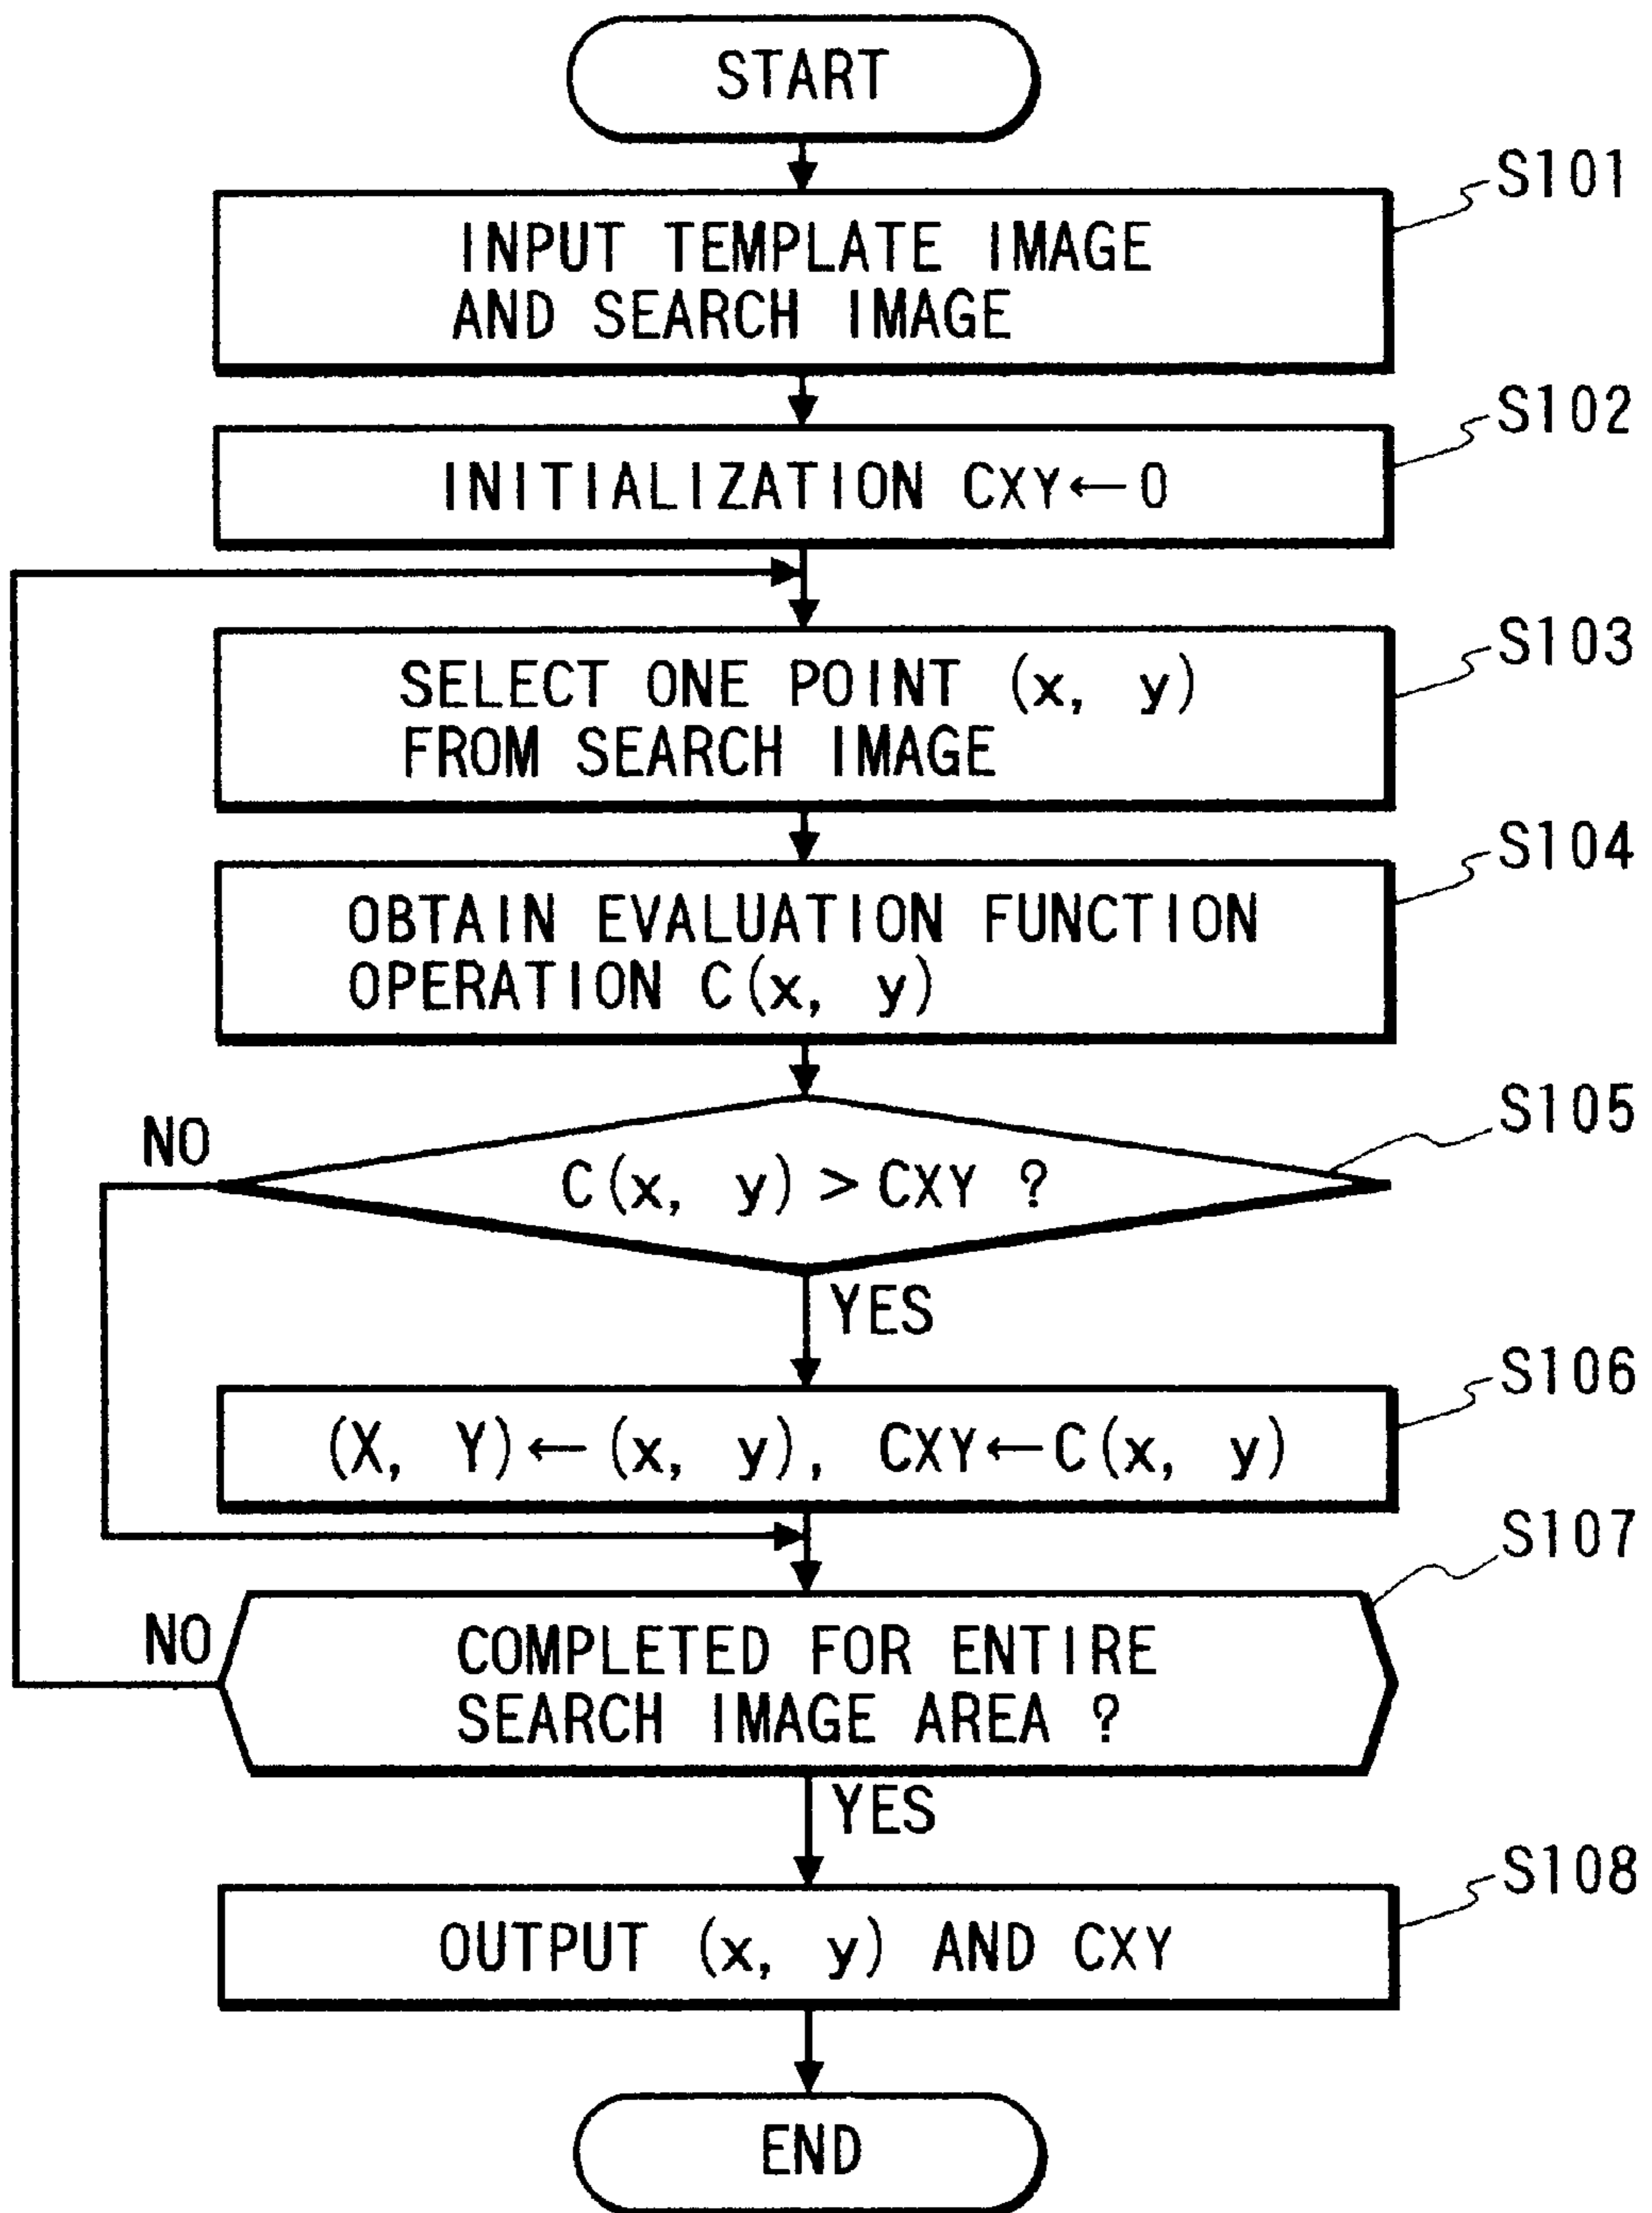 START
S101
INPUT TEMPLATE IMAGE
AND SEARCH IMAGE
S102
INITIALIZATION CXY←0
S103
SELECT ONE POINT (x, y)
FROM SEARCH IMAGE
S104
OBTAIN EVALUATION FUNCTION
OPERATION C(x, y)
S105
NO
C(x, y) > CXY ?
YES
S106
(X, Y)←(x, y), CXY←C(x, y)
S107
NO
COMPLETED FOR ENTIRE
SEARCH IMAGE AREA ?
YES
S108
OUTPUT (x, y) AND CXY
END